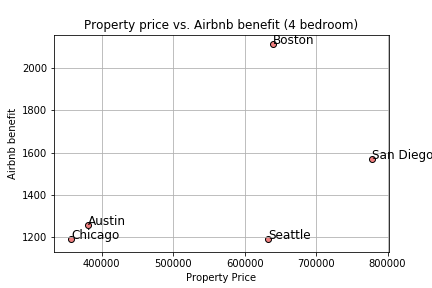 Property price vs. Airbnb benefit (4 bedroom)
Boston
2000
1800
Airbnb benefit
1600
San Diego
1400
Austin
1200
Chicago
Seattle
400000 500000 600000 700000 800000
Property Price